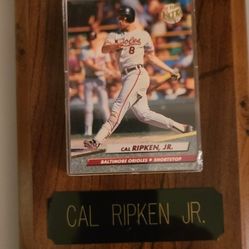 Orioles
8
CAL RIPKEN, JR.
BALTIMORE ORIOLES • SHORTSTOP
CAL RIPKEN JR.